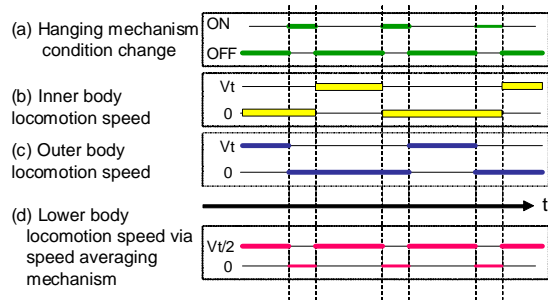 (a) Hanging mechanism
condition change
ON
OFF
(b) Inner body
locomotion speed
Vt
0
(c) Outer body
locomotion speed
Vt
0
t
(d) Lower body
locomotion speed via
speed averaging
mechanism
Vt/2
0